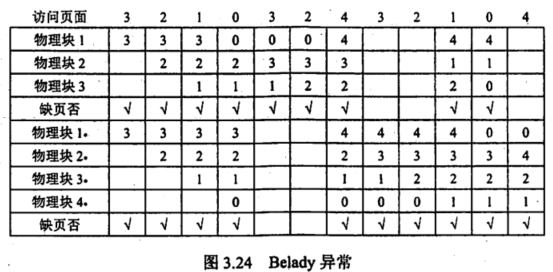 访问页面 3 2 1 0 3 2 4 3 2 1 0 4
物理块 1 3 3 3 0 0 0 4 4 4
物理块 2 2 2 2 3 3 3 1 1
物理块 3 1 1 1 2 2 2 0
缺页否 √ √ √ √ √ √ √ √ √
物理块 1• 3 3 3 3 4 4 4 4 0 0
物理块 2• 2 2 2 2 3 3 3 3 4
物理块 3• 1 1 1 1 2 2 2 2
物理块 4• 0 0 0 0 1 1 1
缺页否 √ √ √ √ √ √ √ √ √ √
图 3.24 Belady 异常